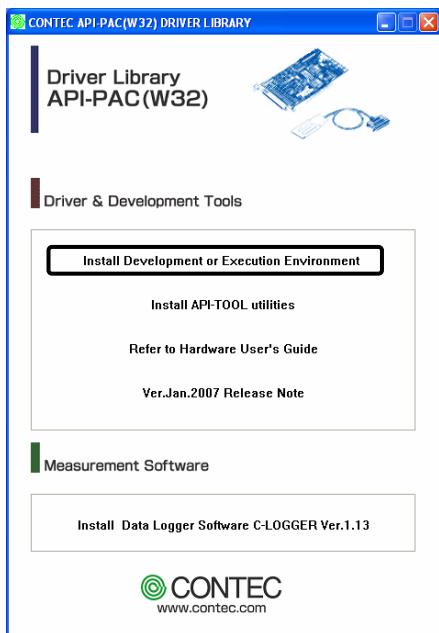 CONTEC API-PAC(W32) DRIVER LIBRARY
Driver Library
API-PAC(W32)
Driver & Development Tools
Install Development or Execution Environment
Install API-TOOL utilities
Refer to Hardware User's Guide
Ver.Jan.2007 Release Note
Measurement Software
Install Data Logger Software C-LOGGER Ver.1.13
CONTEC
www.contec.com